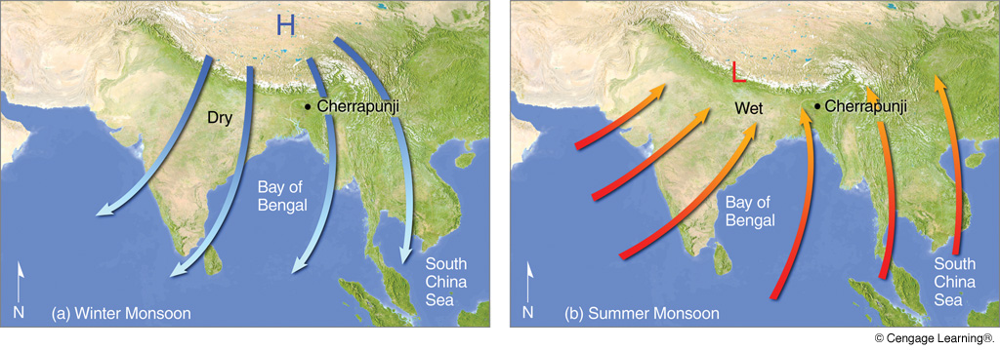 H
Cherrapunji
Dry
Bay of
Bengal
South
China
Sea
N
(a) Winter Monsoon
L
Wet
Cherrapunji
Bay of
Bengal
South
China
Sea
N
(b) Summer Monsoon
© Cengage Learning®.